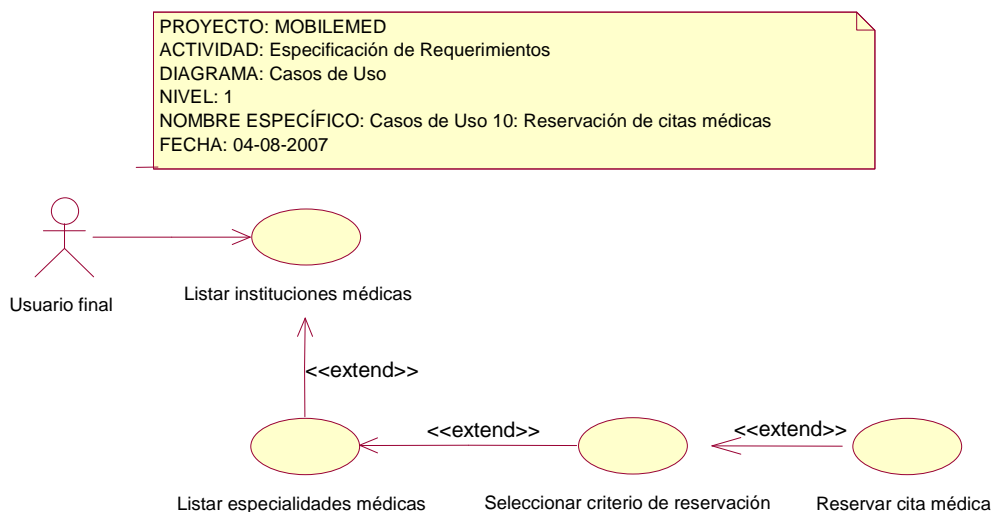 PROYECTO: MOBILEMED
ACTIVIDAD: Especificación de Requerimientos
DIAGRAMA: Casos de Uso
NIVEL: 1
NOMBRE ESPECÍFICO: Casos de Uso 10: Reservación de citas médicas
FECHA: 04-08-2007
Usuario final
Listar instituciones médicas
<<extend>>
<<extend>>
<<extend>>
Listar especialidades médicas
Seleccionar criterio de reservación
Reservar cita médica